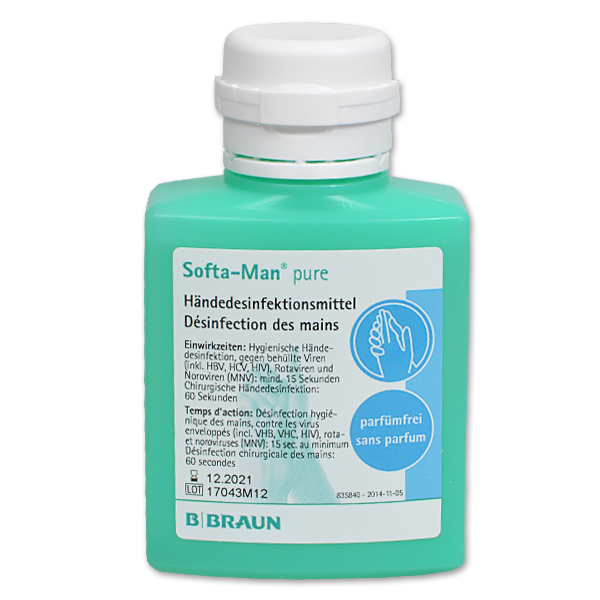 Softa-Man® pure
Händedesinfektionsmittel
Désinfection des mains
Einwirkzeiten: Hygienische Hände-
desinfektion, gegen behüllte Viren
(inkl. HBV, HCV, HIV), Rotaviren und
Noroviren (MNV): mind. 15 Sekunden
Chirurgische Händedesinfektion:
60 Sekunden
Temps d'action: Désinfection hygié-
nique des mains, contre les virus
enveloppés (incl. VHB, VHC, HIV), rota-
et noroviruses (MNV): 15 sec. au minimum
Désinfection chirurgicale des mains:
60 secondes
parfümfrei
sans parfum
12.2021
LOT 17043M12
835840 - 2014-11-05
B|BRAUN